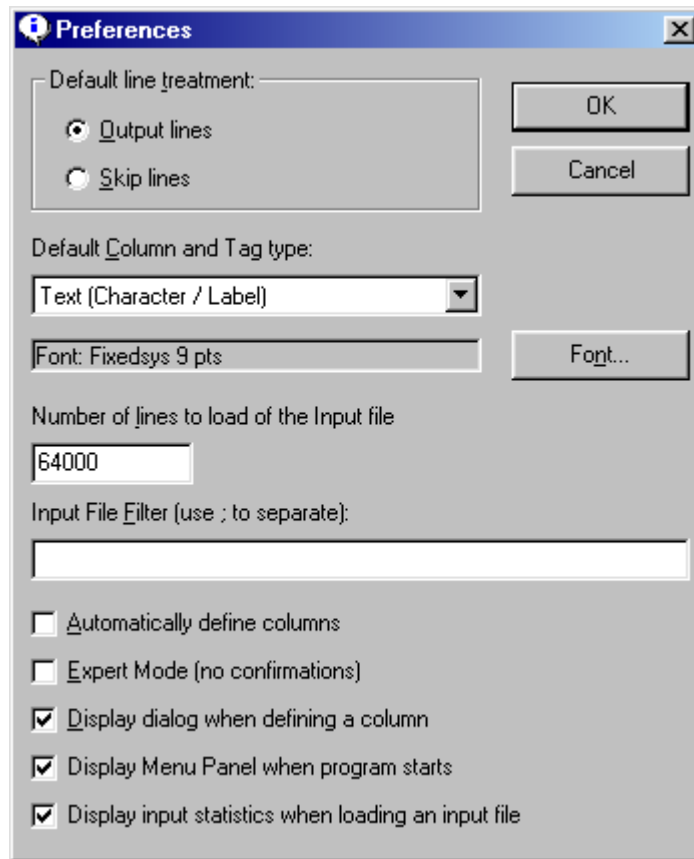 Preferences
Default line treatment:
Output lines
Skip lines
OK
Cancel
Default Column and Tag type:
Text (Character / Label)
Font: Fixedsys 9 pts
Font...
Number of lines to load of the Input file
64000
Input File Filter (use ; to separate):
Automatically define columns
Expert Mode (no confirmations)
Display dialog when defining a column
Display Menu Panel when program starts
Display input statistics when loading an input file